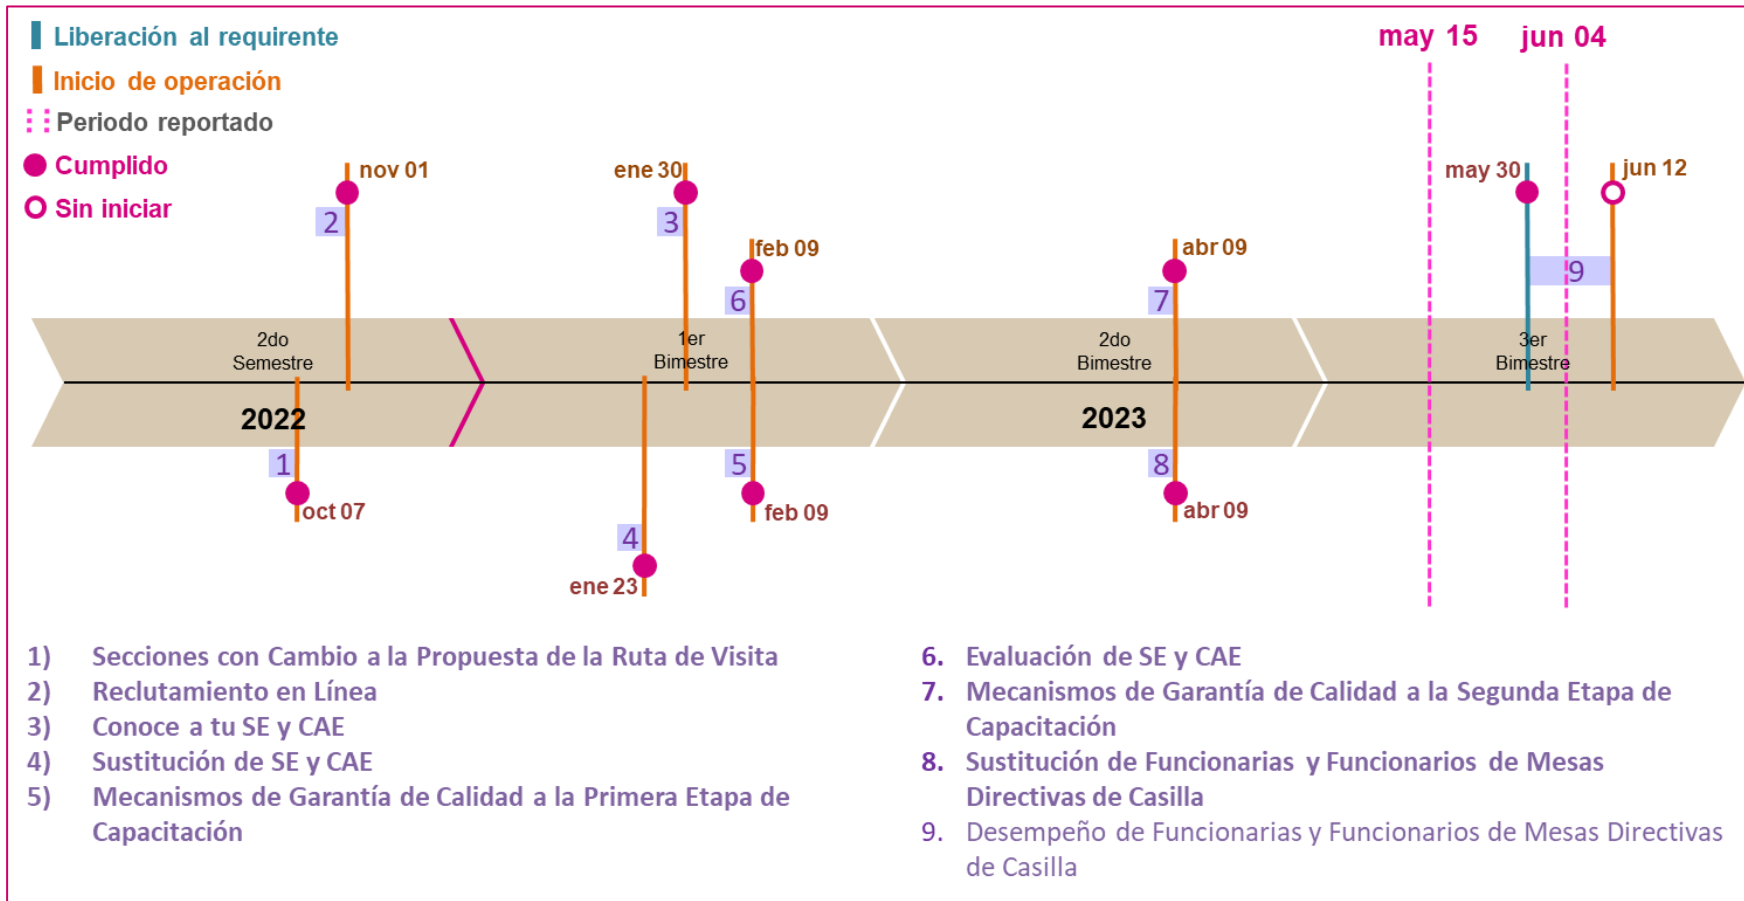 Liberación al requirente
Inicio de operación
Periodo reportado
Cumplido
Sin iniciar
may 15
jun 04
nov 01
ene 30
may 30
jun 12
2
3
feb 09
abr 09
6
7
9
2do
Semestre
1er
Bimestre
2do
Bimestre
3er
Bimestre
2022
2023
1
5
8
oct 07
feb 09
abr 09
4
ene 23
1) Secciones con Cambio a la Propuesta de la Ruta de Visita
2) Reclutamiento en Línea
3) Conoce a tu SE y CAE
4) Sustitución de SE y CAE
5) Mecanismos de Garantía de Calidad a la Primera Etapa de
Capacitación
6. Evaluación de SE y CAE
7. Mecanismos de Garantía de Calidad a la Segunda Etapa de
Capacitación
8. Sustitución de Funcionarias y Funcionarios de Mesas
Directivas de Casilla
9. Desempeño de Funcionarias y Funcionarios de Mesas Directivas
de Casilla